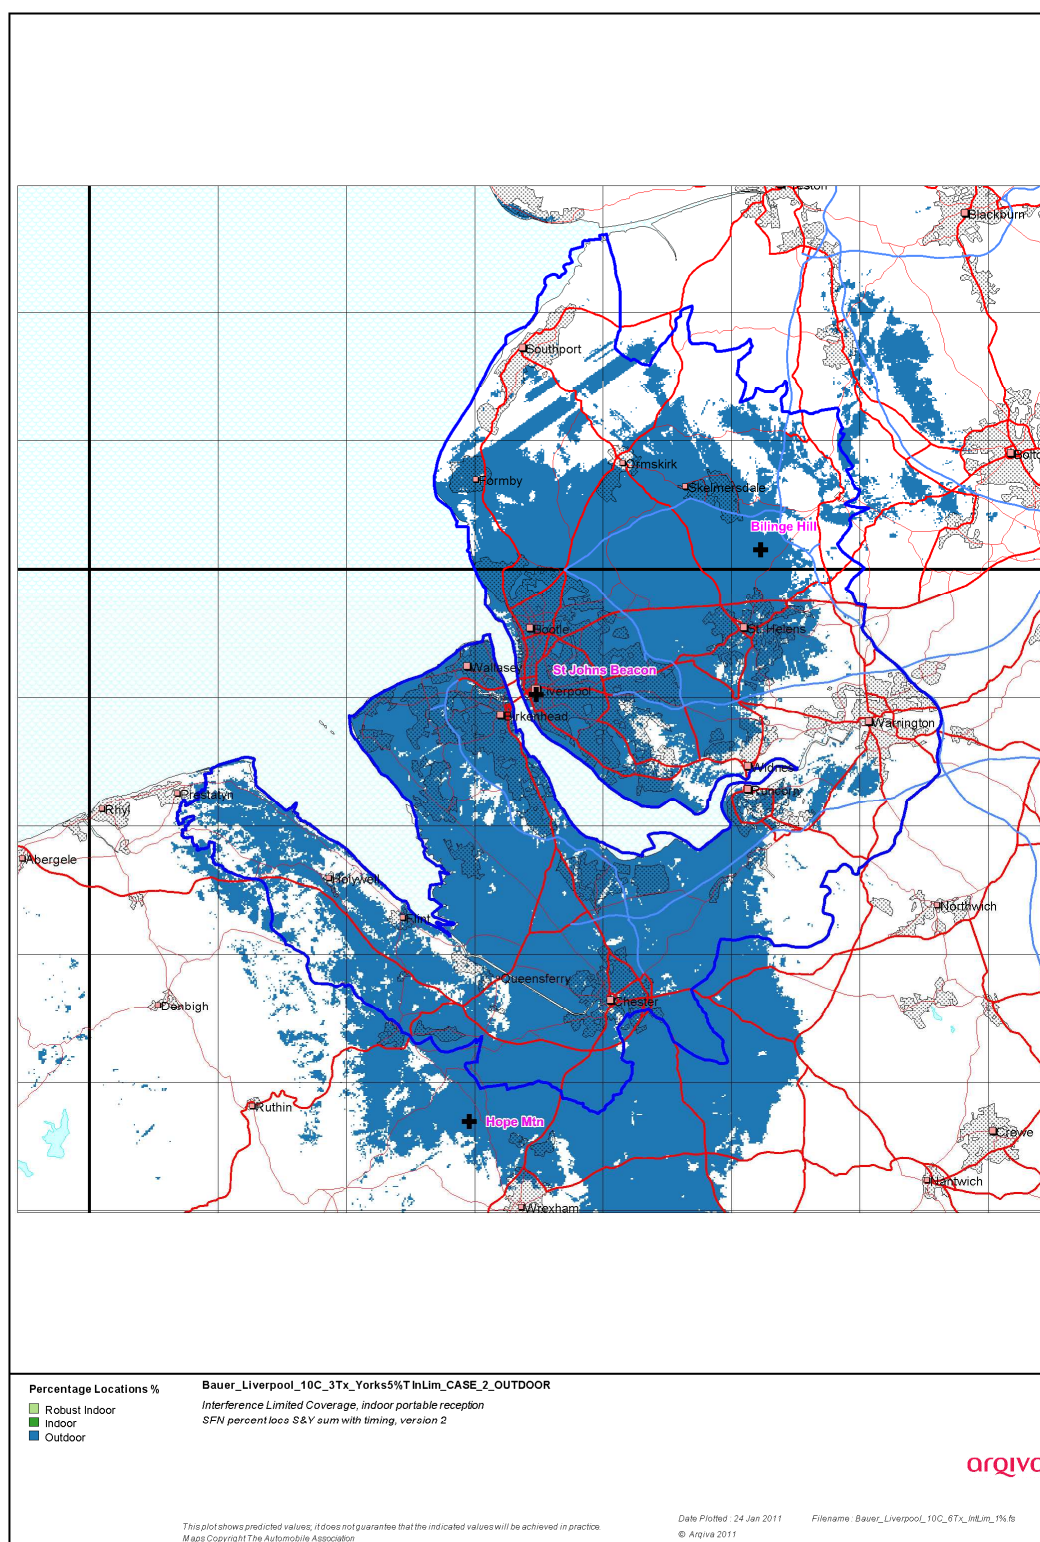 Preston
Blackburn
Southport
Bolto
Ormskirk
Formby
Skelmersdale
Bilinge Hill
Bootle
St. Helens
Wallasey
St Johns Beacon
Liverpool
Birkenhead
Warrington
Widnes
Runcorn
Prestatyn
Rhyl
Abergele
Holywell
Flint
Northwich
Queensferry
Chester
Denbigh
Ruthin
Hope Mtn
Crewe
Nantwich
Wrexham
Percentage Locations %
Robust Indoor
Indoor
Outdoor
Bauer_Liverpool_10C_3Tx_Yorks5%TInLim_CASE_2_OUTDOOR
Interference Limited Coverage, indoor portable reception
SFN percent locs S&Y sum with timing, version 2
arqiva
This plot shows predicted values; it does not guarantee that the indicated values will be achieved in practice
Maps Copyright The Automobile Association
Date Plotted : 24 Jan 2011
Filename : Bauer_Liverpool_10C_6Tx_IntLim_1%.fs
© Arqiva 2011